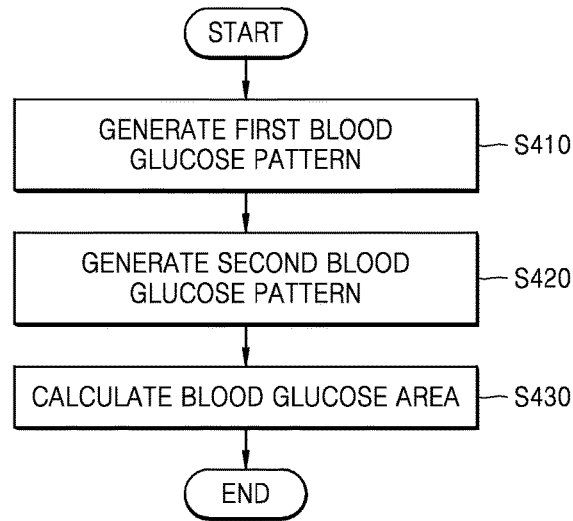 START
GENERATE FIRST BLOOD
GLUCOSE PATTERN
S410
GENERATE SECOND BLOOD
GLUCOSE PATTERN
S420
CALCULATE BLOOD GLUCOSE AREA
S430
END